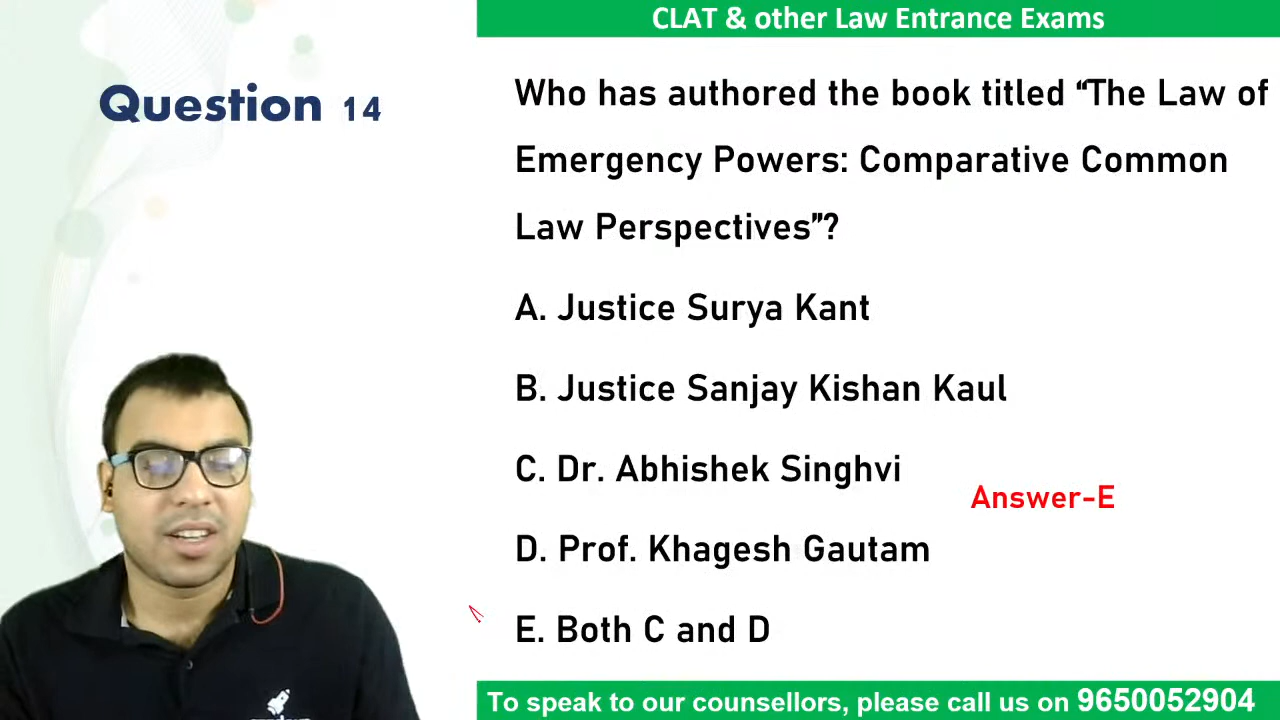 CLAT & other Law Entrance Exams
Question 14
Who has authored the book titled “The Law of
Emergency Powers: Comparative Common
Law Perspectives”?
A. Justice Surya Kant
B. Justice Sanjay Kishan Kaul
C. Dr. Abhishek Singhvi
Answer-E
D. Prof. Khagesh Gautam
E. Both C and D
To speak to our counsellors, please call us on 9650052904